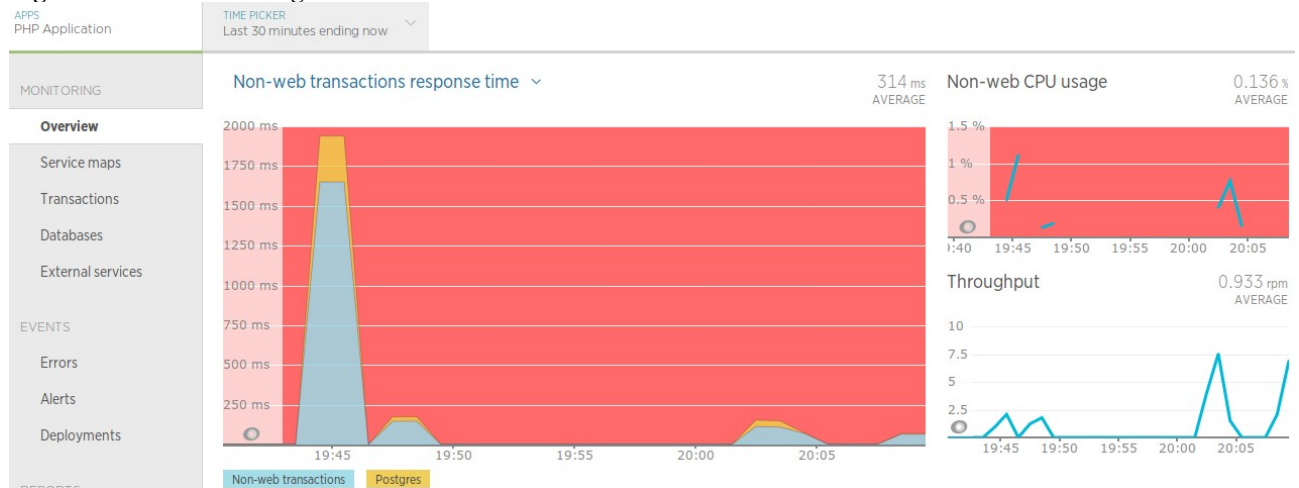 APPS
PHP Application
TIME PICKER
Last 30 minutes ending now
MONITORING
Overview
Service maps
Transactions
Databases
External services
EVENTS
Errors
Alerts
Deployments
Non-web transactions response time
314 ms
AVERAGE
2000 ms
1750 ms
1500 ms
1250 ms
1000 ms
750 ms
500 ms
250 ms
19:45 19:50 19:55 20:00 20:05
Non-web transactions Postgres
Non-web CPU usage
0.136 %
AVERAGE
1.5 %
1 %
0.5 %
:40 19:45 19:50 19:55 20:00 20:05
Throughput
0.933 rpm
AVERAGE
10
7.5
5
2.5
19:45 19:50 19:55 20:00 20:05